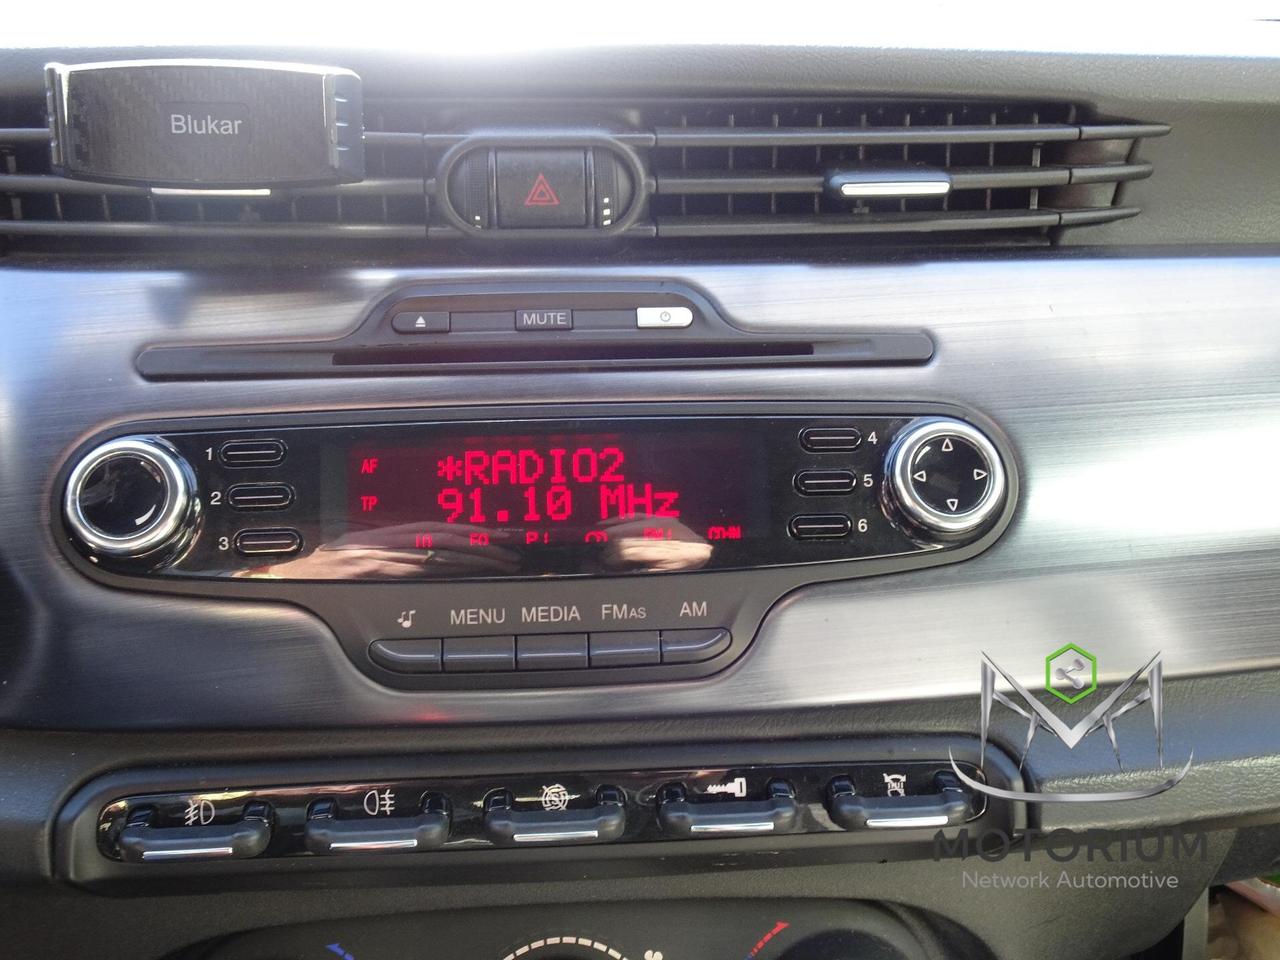 Blukar
MUTE
1
2
3
AF
TP
*RADIO2
91.10 MHz
4
5
6
MENU MEDIA FMAS AM
MOTORIUM
Network Automotive